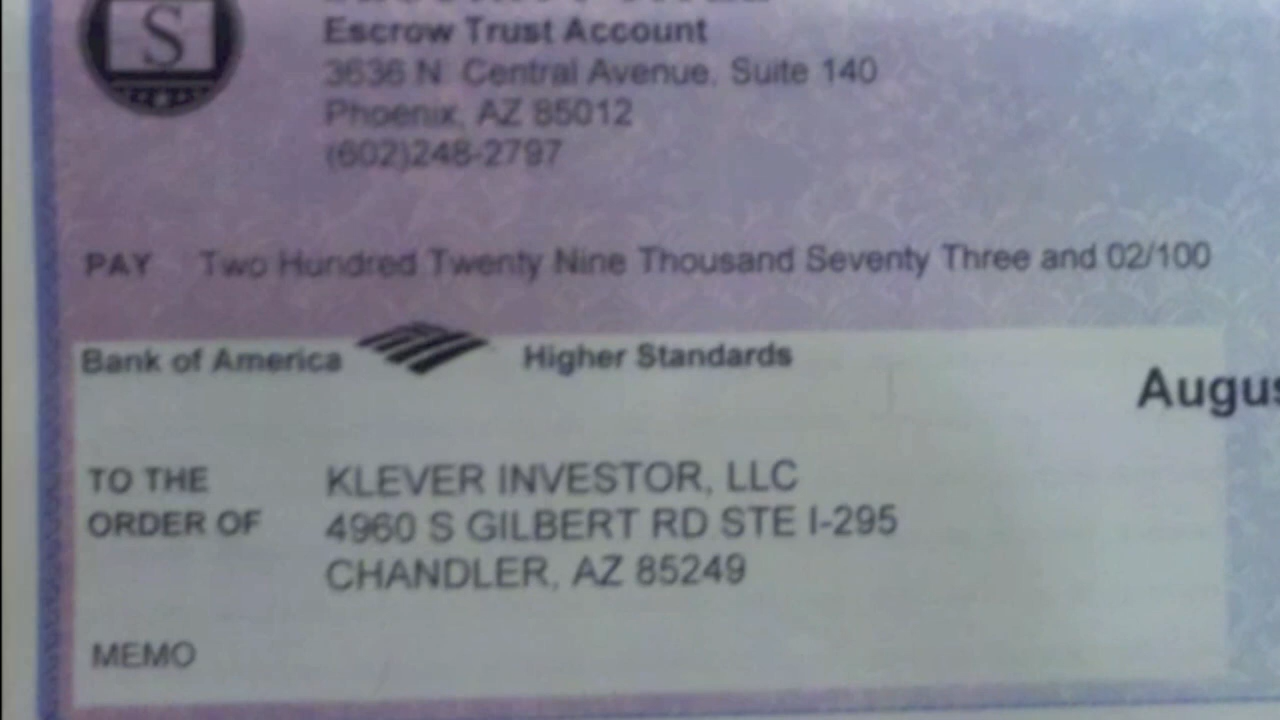 S
Escrow Trust Account
3636 N Central Avenue, Suite 140
Phoenix, AZ 85012
(602)248-2797
PAY Two Hundred Twenty Nine Thousand Seventy Three and 02/100
Bank of America Higher Standards
Augus
TO THE KLEVER INVESTOR, LLC
ORDER OF 4960 S GILBERT RD STE I-295
CHANDLER, AZ 85249
MEMO